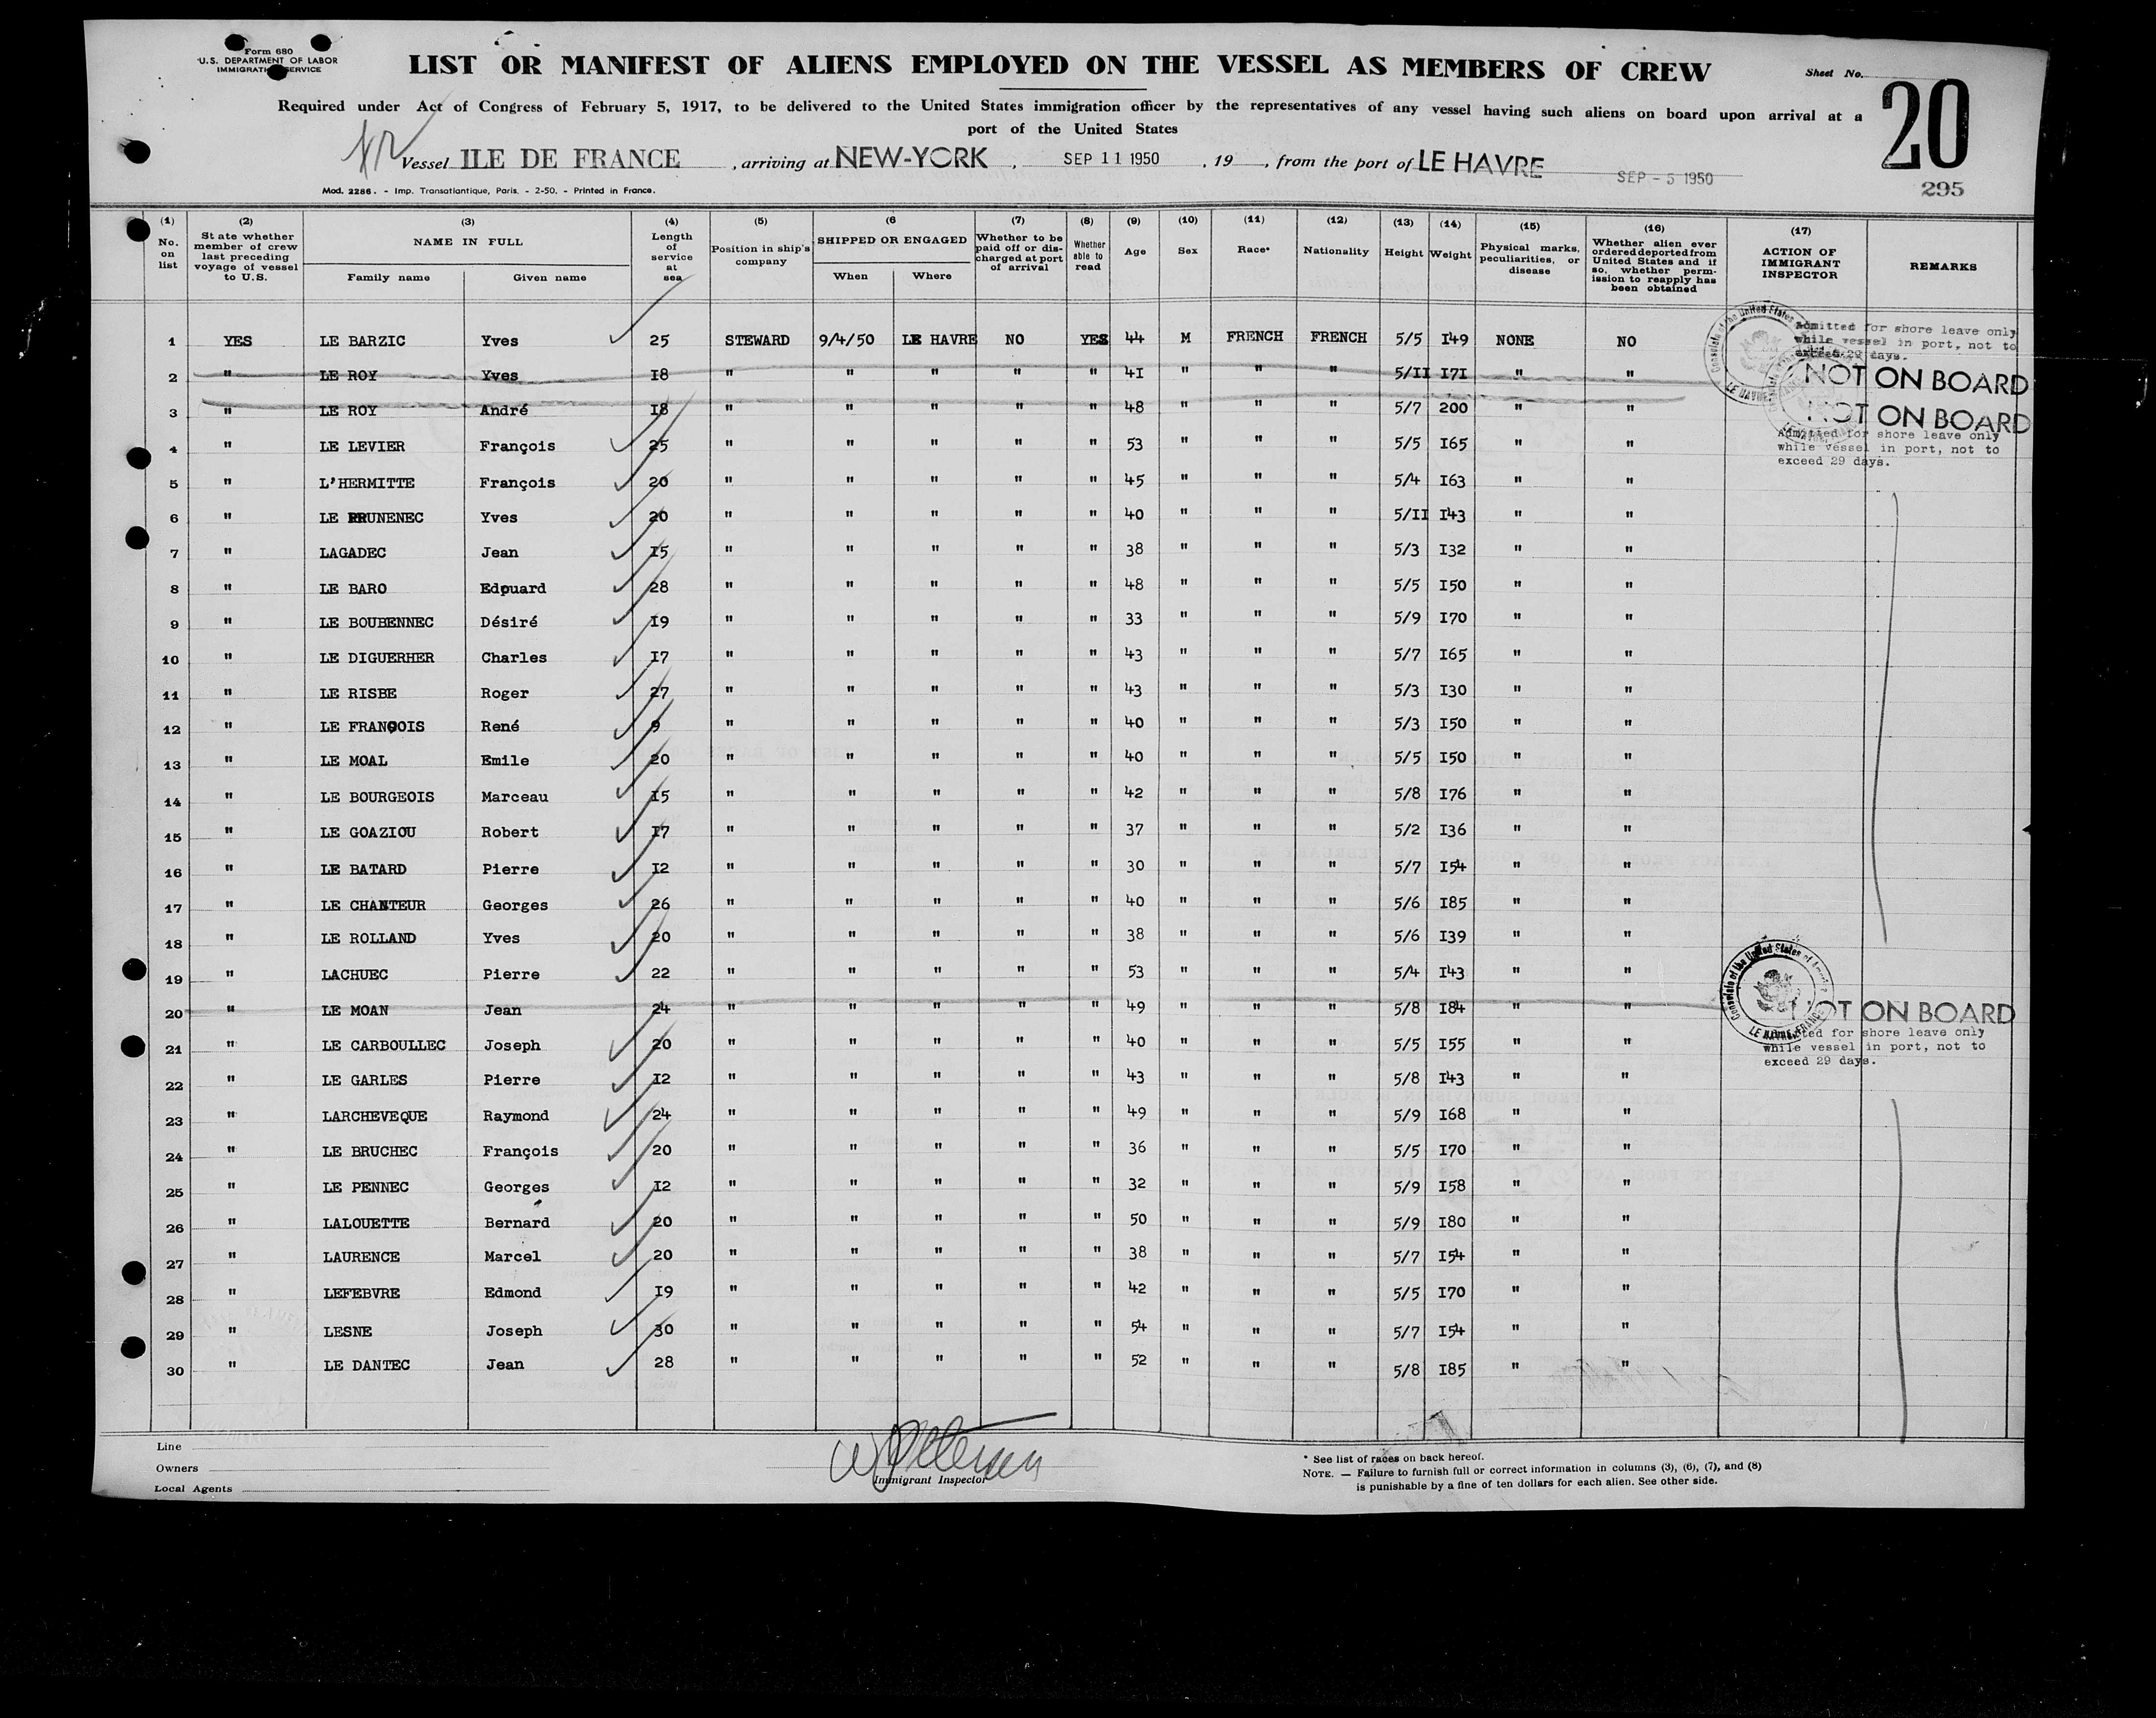 Form 680
U.S. DEPARTMENT OF LABOR
IMMIGRATION SERVICE
LIST OR MANIFEST OF ALIENS EMPLOYED ON THE VESSEL AS MEMBERS OF CREW
Sheet No.
20
295
Required under Act of Congress of February 5, 1917, to be delivered to the United States immigration officer by the representatives of any vessel having such aliens on board upon arrival at a
port of the United States
Vessel ILE DE FRANCE , arriving at NEW-YORK , SEP 11 1950 , 19 , from the port of LE HAVRE SEP - 5 1950
Mod. 2286. - Imp. Transatlantique, Paris. - 2-50. - Printed in France.
(1) No. on list (2) State whether member of crew last preceding voyage of vessel to U.S. (3) NAME IN FULL Family name Given name (4) Length of service at sea (5) Position in ship's company (6 SHIPPED OR ENGAGED When Where (7) Whether to be paid off or discharged at port of arrival (8) Whether able to read (9) Age (10) Sex (11) Race* (12) Nationality (13) Height (14) Weight (15) Physical marks, peculiarities, or disease (16) Whether alien ever ordered deported from United States and if so, whether permission to reapply has been obtained (17) ACTION OF IMMIGRANT INSPECTOR REMARKS
1 YES LE BARZIC Yves 25 STEWARD 9/4/50 LE HAVRE NO YES 44 M FRENCH FRENCH 5/5 149 NONE NO Admitted for shore leave only while vessel in port, not to exceed 29 days.
2 " LE ROY Yves 18 " " " " " 41 " " " 5/11 171 " " NOT ON BOARD
3 " LE ROY André 18 " " " " " 48 " " " 5/7 200 " " NOT ON BOARD
4 " LE LEVIER François 25 " " " " " 53 " " " 5/5 165 " " Admitted for shore leave only while vessel in port, not to exceed 29 days.
5 " L'HERMITTE François 20 " " " " " 45 " " " 5/4 163 " "
6 " LE PRUNENEC Yves 20 " " " " " 40 " " " 5/11 143 " "
7 " LAGADEC Jean 15 " " " " " 38 " " " 5/3 132 " "
8 " LE BARO Edouard 28 " " " " " 48 " " " 5/5 150 " "
9 " LE BOUBENNEC Désiré 19 " " " " " 33 " " " 5/9 170 " "
10 " LE DIGUERHER Charles 17 " " " " " 43 " " " 5/7 165 " "
11 " LE RISBE Roger 27 " " " " " 43 " " " 5/3 130 " "
12 " LE FRANÇOIS René 9 " " " " " 40 " " " 5/3 150 " "
13 " LE MOAL Emile 20 " " " " " 40 " " " 5/5 150 " "
14 " LE BOURGEOIS Marceau 15 " " " " " 42 " " " 5/8 176 " "
15 " LE GOAZIOU Robert 17 " " " " " 37 " " " 5/2 136 " "
16 " LE BATARD Pierre 12 " " " " " 30 " " " 5/7 154 " "
17 " LE CHANTEUR Georges 26 " " " " " 40 " " " 5/6 185 " "
18 " LE ROLLAND Yves 20 " " " " " 38 " " " 5/6 139 " "
19 " LACHUEC Pierre 22 " " " " " 53 " " " 5/4 143 " "
20 " LE MOAN Jean 24 " " " " " 49 " " " 5/8 184 " " NOT ON BOARD
21 " LE CARBOULLEC Joseph 20 " " " " " 40 " " " 5/5 155 " " Admitted for shore leave only while vessel in port, not to exceed 29 days.
22 " LE GARLES Pierre 12 " " " " " 43 " " " 5/8 143 " "
23 " LARCHEVEQUE Raymond 24 " " " " " 49 " " " 5/9 168 " "
24 " LE BRUCHEC François 20 " " " " " 36 " " " 5/5 170 " "
25 " LE PENNEC Georges 12 " " " " " 32 " " " 5/9 158 " "
26 " LALOUETTE Bernard 20 " " " " " 50 " " " 5/9 180 " "
27 " LAURENCE Marcel 20 " " " " " 38 " " " 5/7 154 " "
28 " LEFEBVRE Edmond 19 " " " " " 42 " " " 5/5 170 " "
29 " LESNE Joseph 30 " " " " " 54 " " " 5/7 154 " "
30 " LE DANTEC Jean 28 " " " " " 52 " " " 5/8 185 " "
Consulate of the United States of America LE HAVRE, FRANCE
Line
Owners
Local Agents
Immigrant Inspector
* See list of races on back hereof.
NOTE. — Failure to furnish full or correct information in columns (3), (6), (7), and (8)
is punishable by a fine of ten dollars for each alien. See other side.